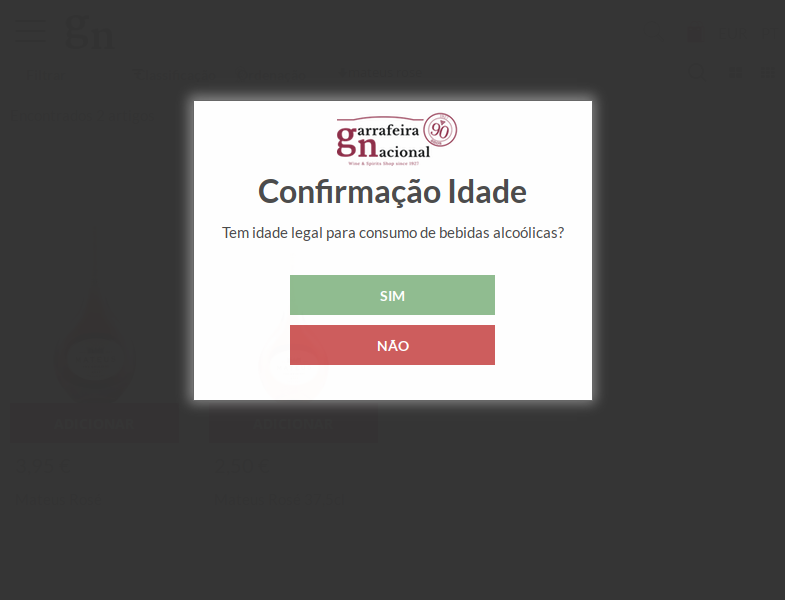 gn
garrafeira
nacional
90
Wine & Spirits Shop since 1927
Confirmação Idade
Tem idade legal para consumo de bebidas alcoólicas?
SIM
NÃO